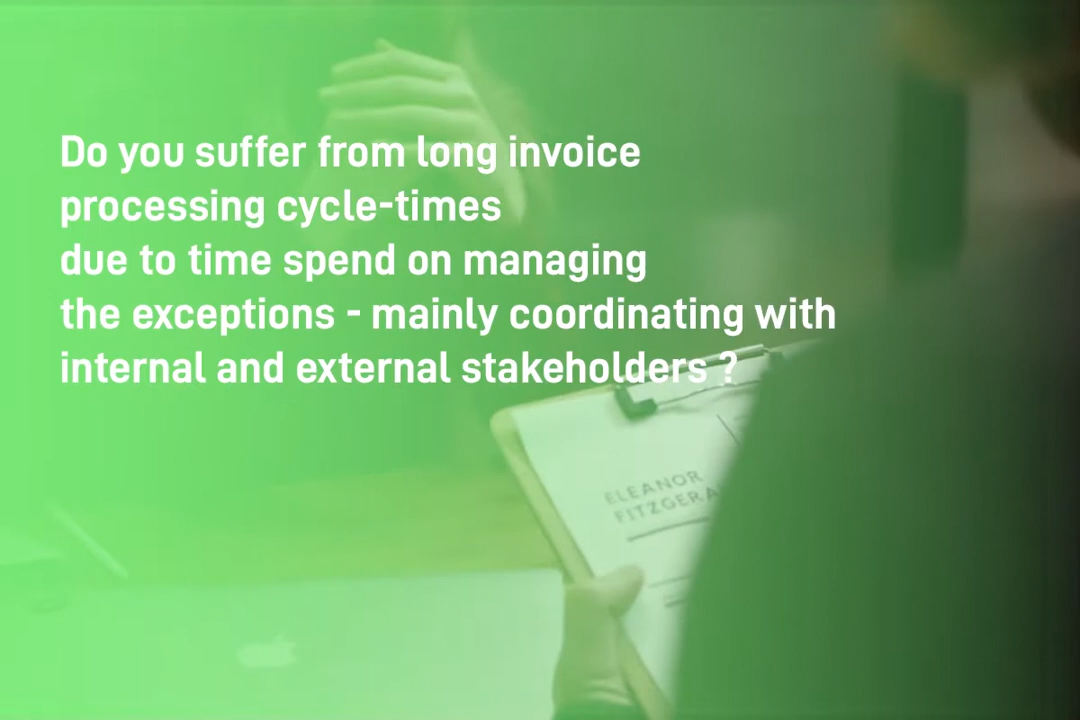 Do you suffer from long invoice
processing cycle-times
due to time spend on managing
the exceptions - mainly coordinating with
internal and external stakeholders ?
ELEANOR